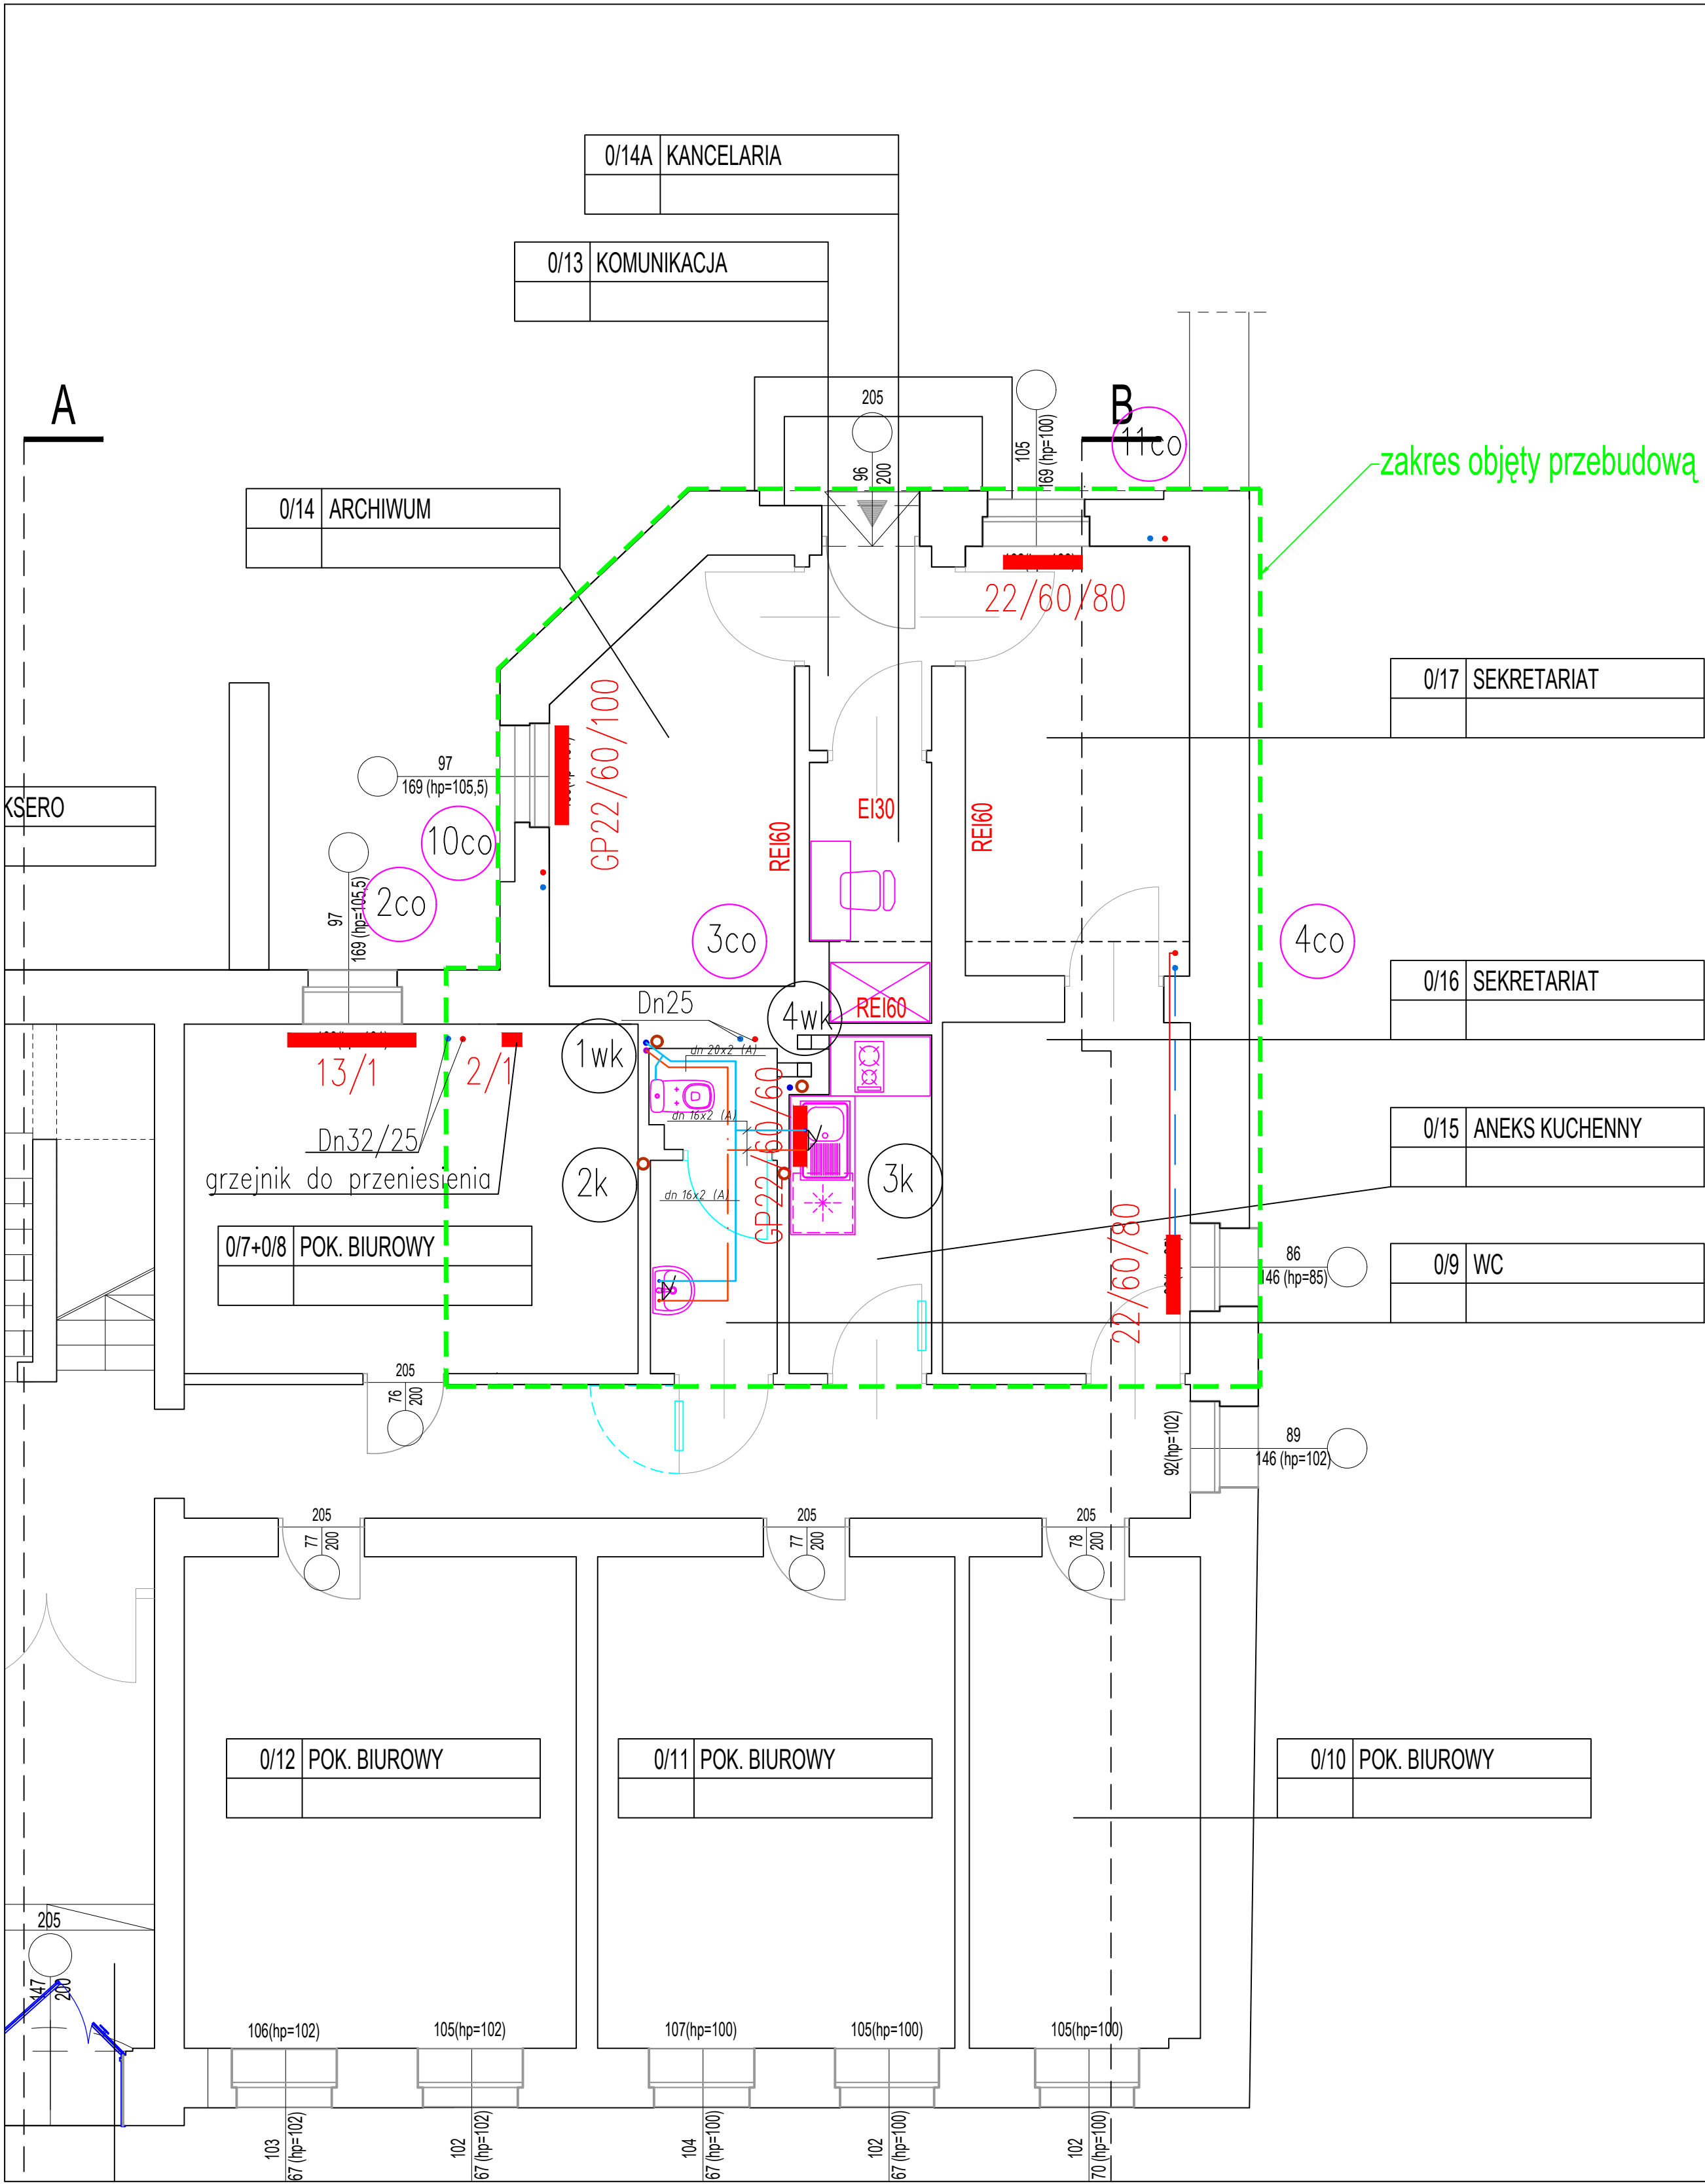 0/14A KANCELARIA
0/13 KOMUNIKACJA
A
B
11co
205
96
200
105
169 (hp=100)
zakres objęty przebudową
0/14 ARCHIWUM
22/60/80
0/17 SEKRETARIAT
GP22/60/100
97
169 (hp=105,5)
KSERO
10co
2co
97
169 (hp=105,5)
REI60
EI30
REI60
3co
4co
0/16 SEKRETARIAT
REI60
Dn25
4wk
1wk
dn 20x2 (A)
13/1
2/1
GP22/60/60
dn 16x2 (A)
Dn32/25
grzejnik do przeniesienia
2k
3k
dn 16x2 (A)
0/15 ANEKS KUCHENNY
0/7+0/8 POK. BIUROWY
22/60/80
86
146 (hp=85)
0/9 WC
205
76
200
92(hp=102)
89
146 (hp=102)
205
77
200
205
77
200
205
78
200
0/12 POK. BIUROWY
0/11 POK. BIUROWY
0/10 POK. BIUROWY
205
147
200
106(hp=102)
105(hp=102)
107(hp=100)
105(hp=100)
105(hp=100)
103
67 (hp=102)
102
67 (hp=102)
104
67 (hp=100)
102
67 (hp=100)
102
70 (hp=100)